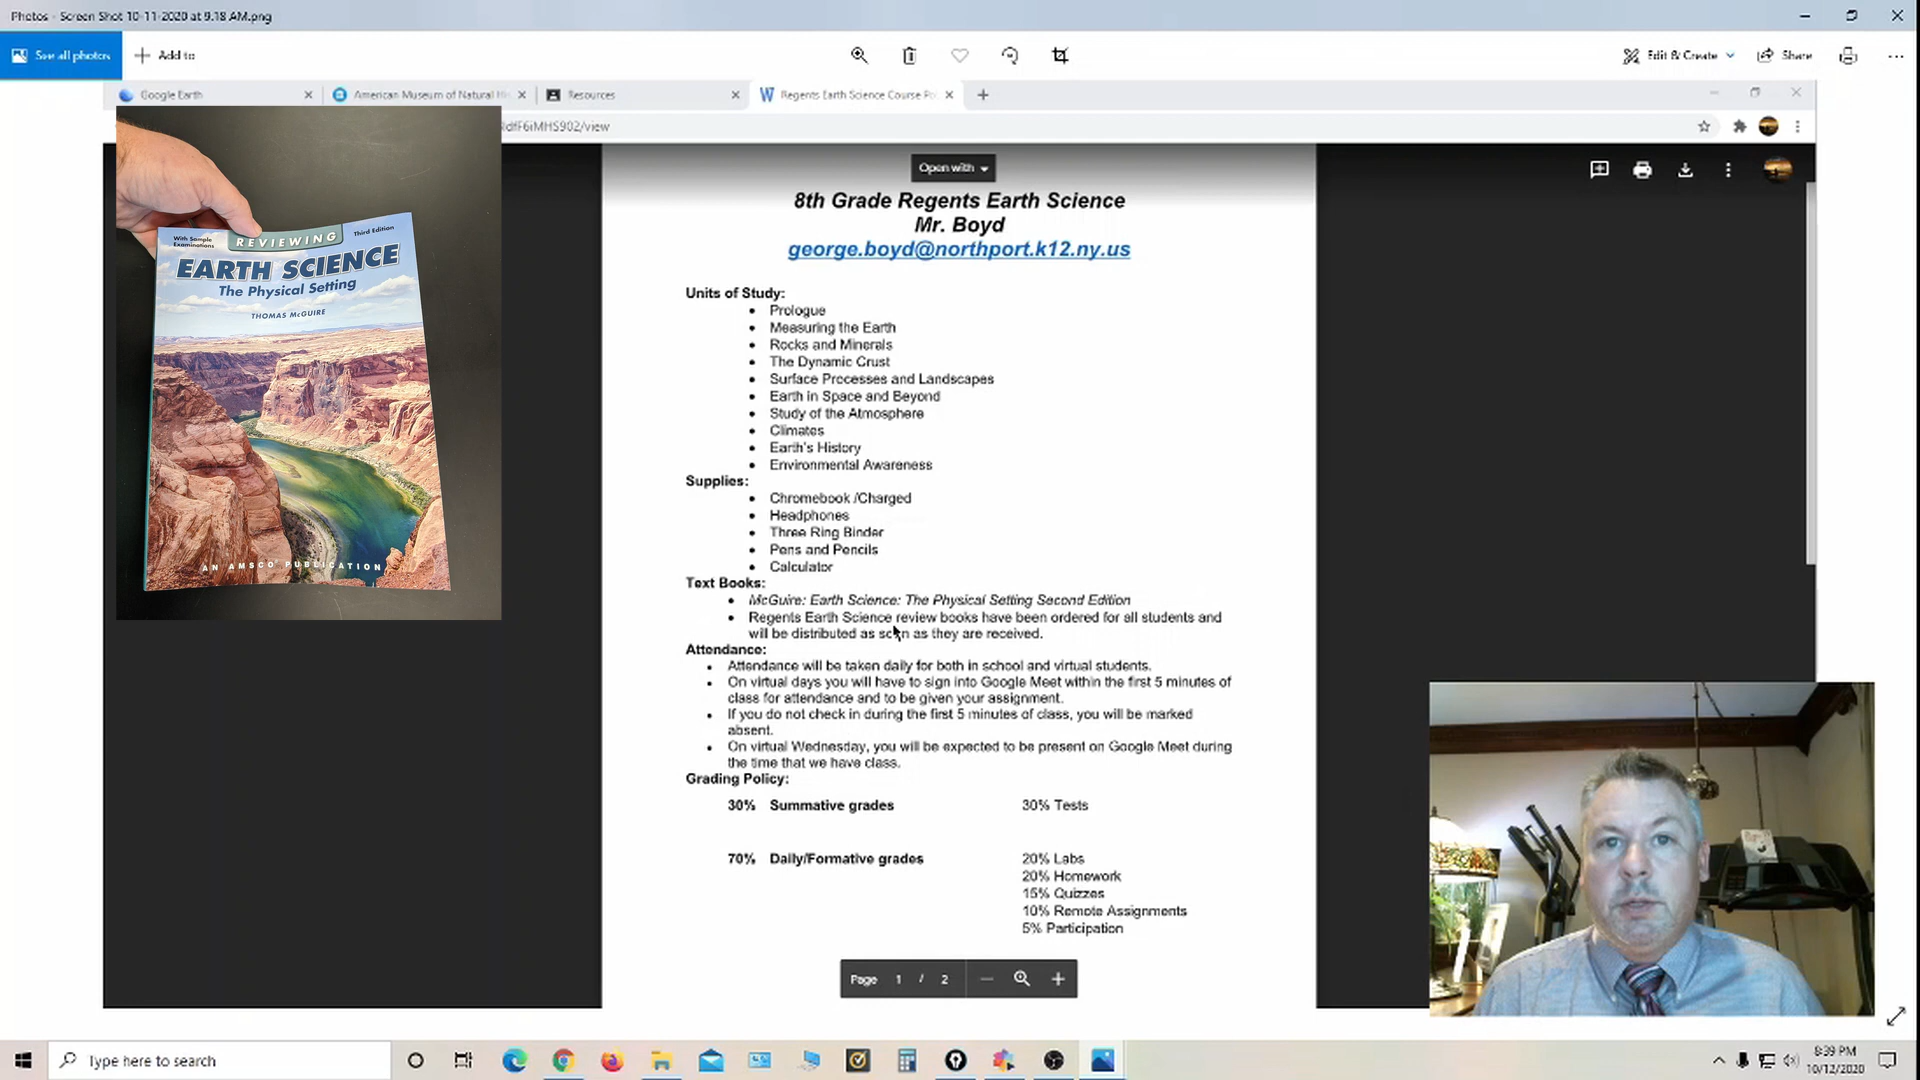 Photos - Screen Shot 10-11-2020 at 9.18 AM.png
See all photos
Add to
Edit & Create
Share
Google Earth
American Museum of Natural His
Resources
Regents Earth Science Course Po
ldfF6iMHS902/view
Open with
8th Grade Regents Earth Science
Mr. Boyd
george.boyd@northport.k12.ny.us
Units of Study:
• Prologue
• Measuring the Earth
• Rocks and Minerals
• The Dynamic Crust
• Surface Processes and Landscapes
• Earth in Space and Beyond
• Study of the Atmosphere
• Climates
• Earth's History
• Environmental Awareness
Supplies:
• Chromebook /Charged
• Headphones
• Three Ring Binder
• Pens and Pencils
• Calculator
Text Books:
• McGuire: Earth Science: The Physical Setting Second Edition
• Regents Earth Science review books have been ordered for all students and
will be distributed as soon as they are received.
Attendance:
• Attendance will be taken daily for both in school and virtual students.
• On virtual days you will have to sign into Google Meet within the first 5 minutes of
class for attendance and to be given your assignment.
• If you do not check in during the first 5 minutes of class, you will be marked
absent.
• On virtual Wednesday, you will be expected to be present on Google Meet during
the time that we have class.
Grading Policy:
30% Summative grades 30% Tests
70% Daily/Formative grades 20% Labs
20% Homework
15% Quizzes
10% Remote Assignments
5% Participation
Page 1 / 2
With Sample
Examinations
REVIEWING
Third Edition
EARTH SCIENCE
The Physical Setting
THOMAS McGUIRE
AN AMSCO® PUBLICATION
Type here to search
8:39 PM
10/12/2020